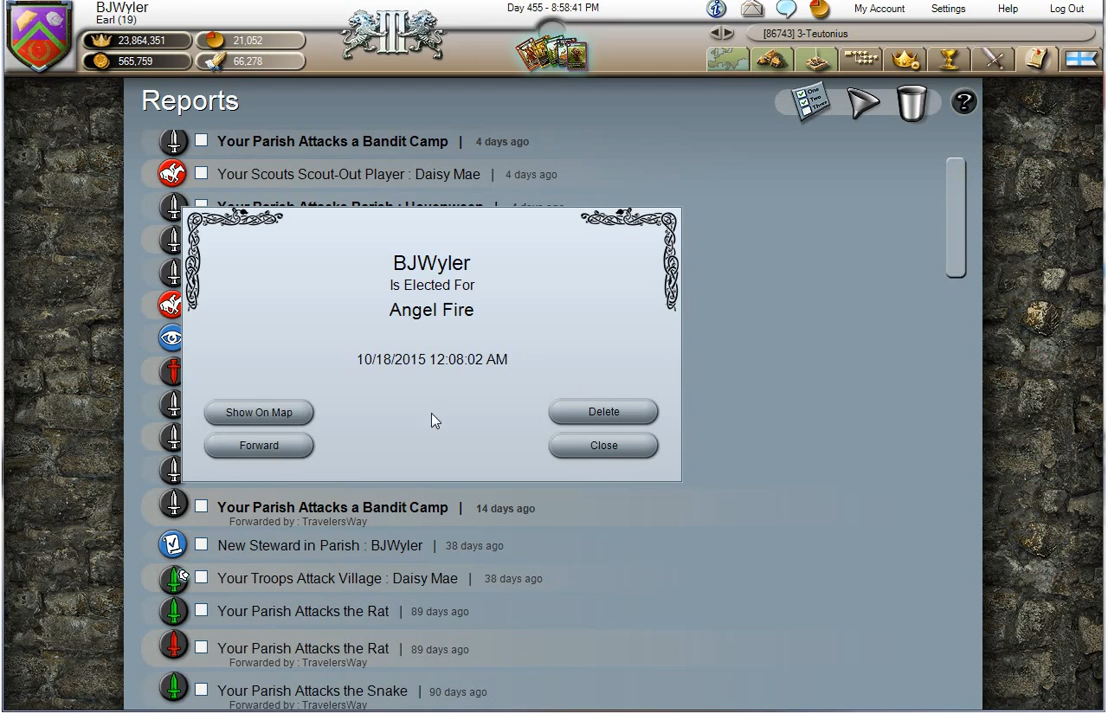 BJWyler
Earl (19)
Day 455 - 8:58:41 PM
My Account
Settings
Help
Log Out
23,864,351
21,052
565,759
66,278
[86743] 3-Teutonius
Reports
One
Two
Three
?
Your Parish Attacks a Bandit Camp | 4 days ago
Your Scouts Scout-Out Player : Daisy Mae | 4 days ago
BJWyler
Is Elected For
Angel Fire
10/18/2015 12:08:02 AM
Show On Map
Delete
Forward
Close
Your Parish Attacks a Bandit Camp | 14 days ago
Forwarded by : TravelersWay
New Steward in Parish : BJWyler | 38 days ago
Your Troops Attack Village : Daisy Mae | 38 days ago
Your Parish Attacks the Rat | 89 days ago
Your Parish Attacks the Rat | 89 days ago
Forwarded by : TravelersWay
Your Parish Attacks the Snake | 90 days ago
Forwarded by : TravelersWay